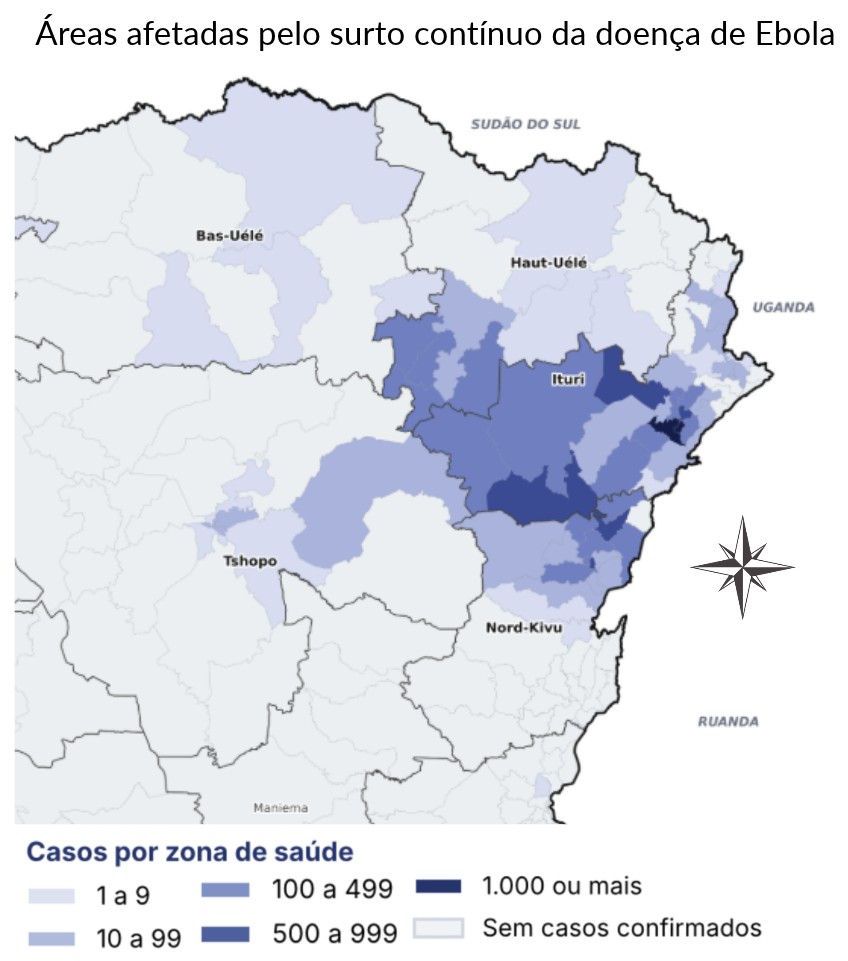 Áreas afetadas pelo surto contínuo da doença de Ebola
SUDÃO DO SUL
Bas-Uélé
Haut-Uélé
UGANDA
Ituri
Tshopo
Nord-Kivu
RUANDA
Maniema
Casos por zona de saúde
1 a 9
100 a 499
1.000 ou mais
10 a 99
500 a 999
Sem casos confirmados